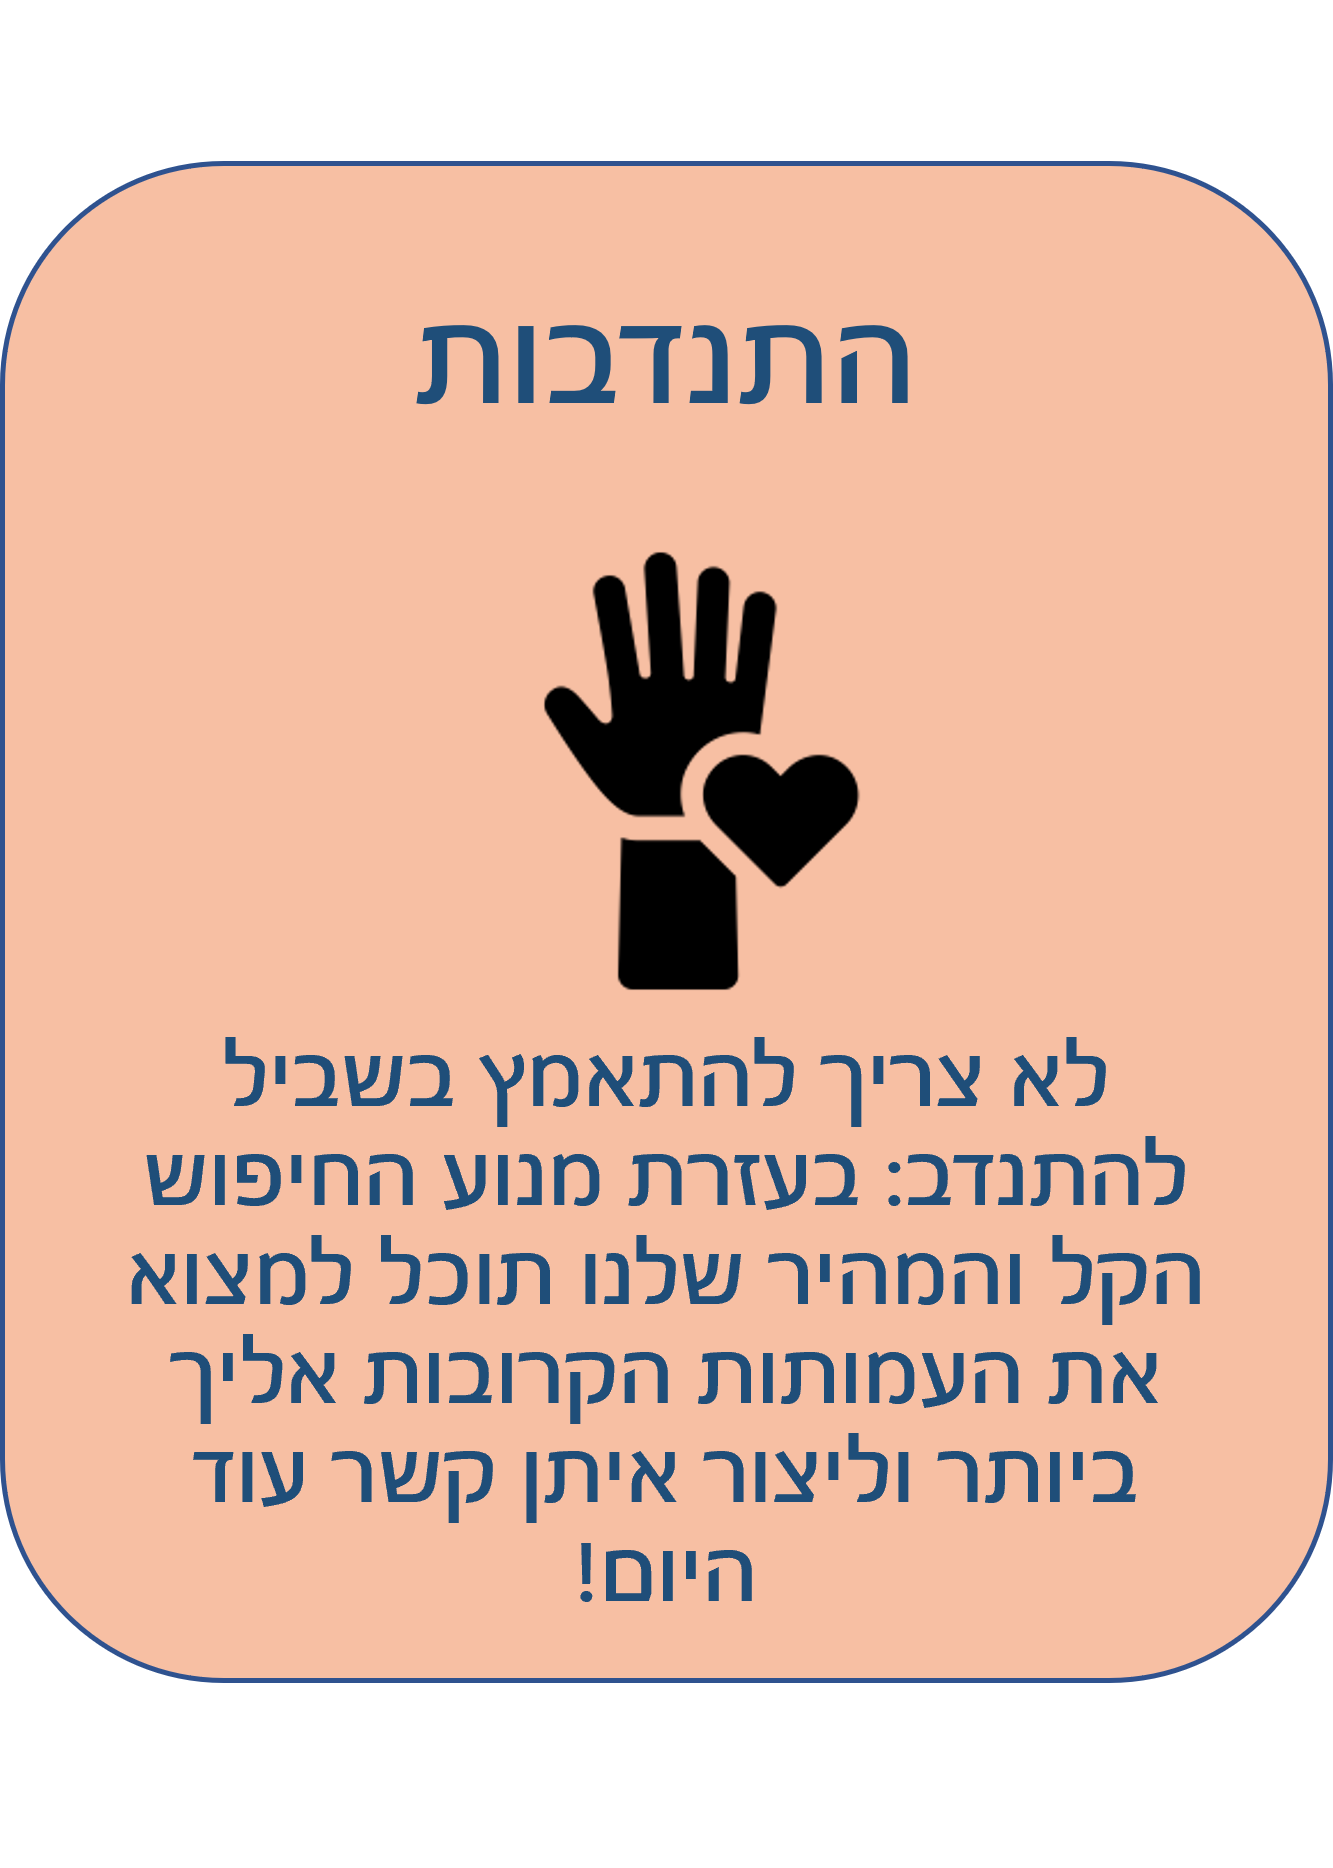 התנדבות
לא צריך להתאמץ בשביל
להתנדב: בעזרת מנוע החיפוש
הקל והמהיר שלנו תוכל למצוא
את העמותות הקרובות אליך
ביותר וליצור איתן קשר עוד
היום!